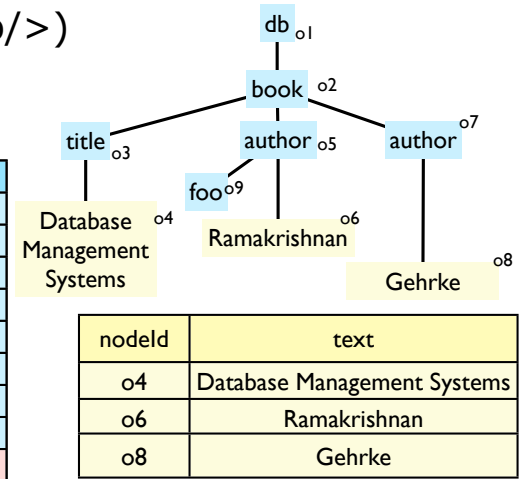 o/>)
db o1
book o2
title o3
author o5
author o7
foo o9
Database o4
Management
Systems
Ramakrishnan o6
Gehrke o8
nodeId text
o4 Database Management Systems
o6 Ramakrishnan
o8 Gehrke